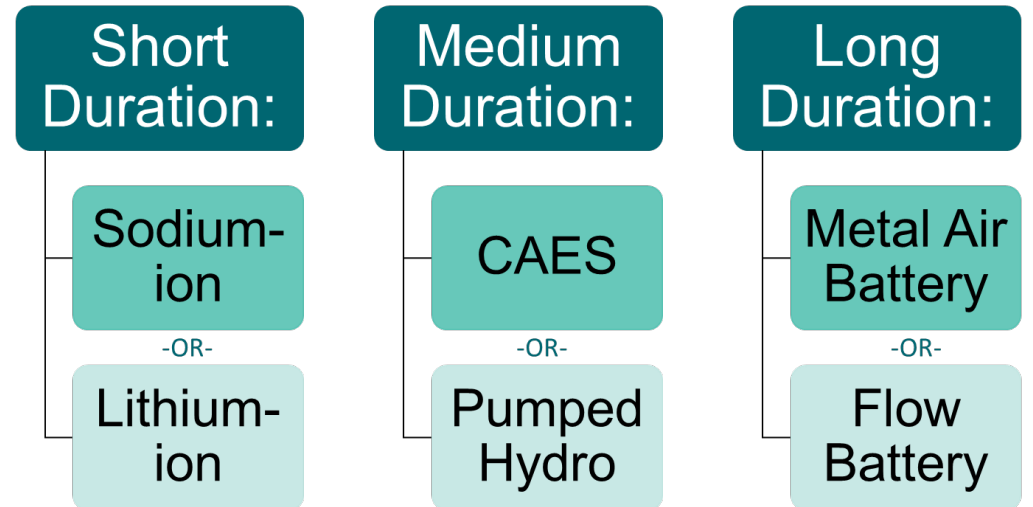 Short
Duration:
Sodium-
ion
-OR-
Lithium-
ion
Medium
Duration:
CAES
-OR-
Pumped
Hydro
Long
Duration:
Metal Air
Battery
-OR-
Flow
Battery